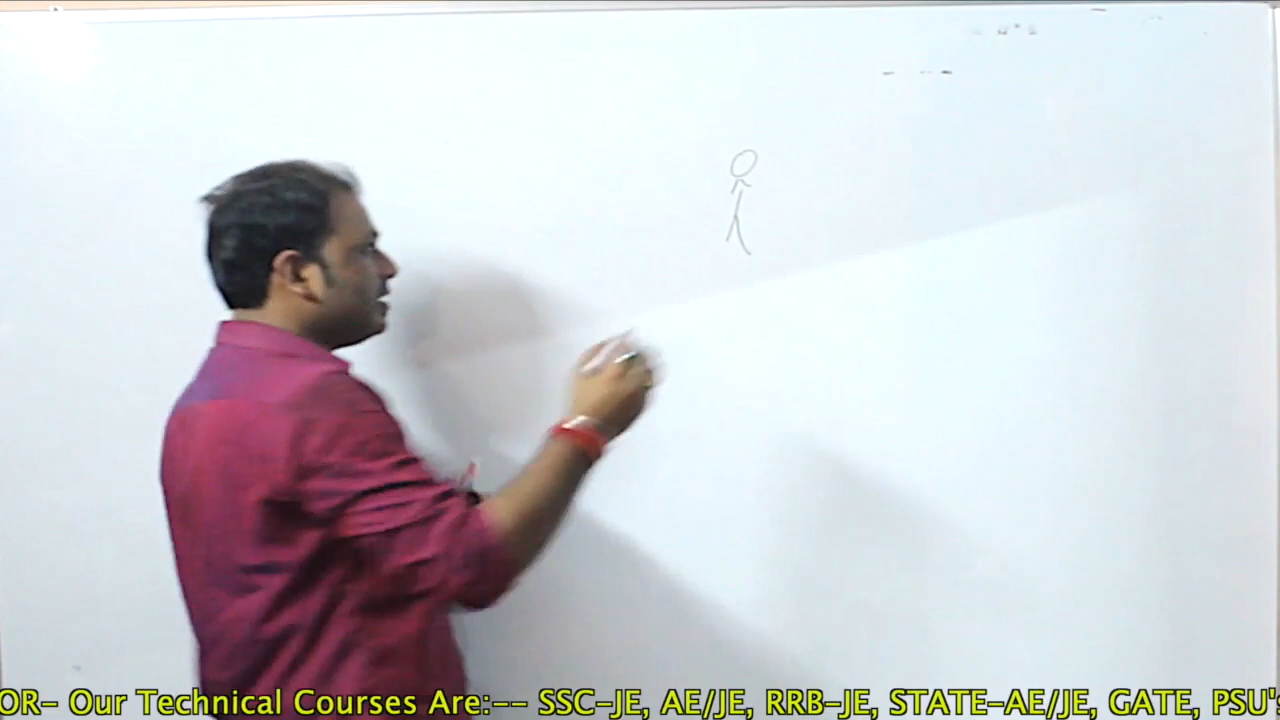 OR- Our Technical Courses Are:-- SSC-JE, AE/JE, RRB-JE, STATE-AE/JE, GATE, PSU's